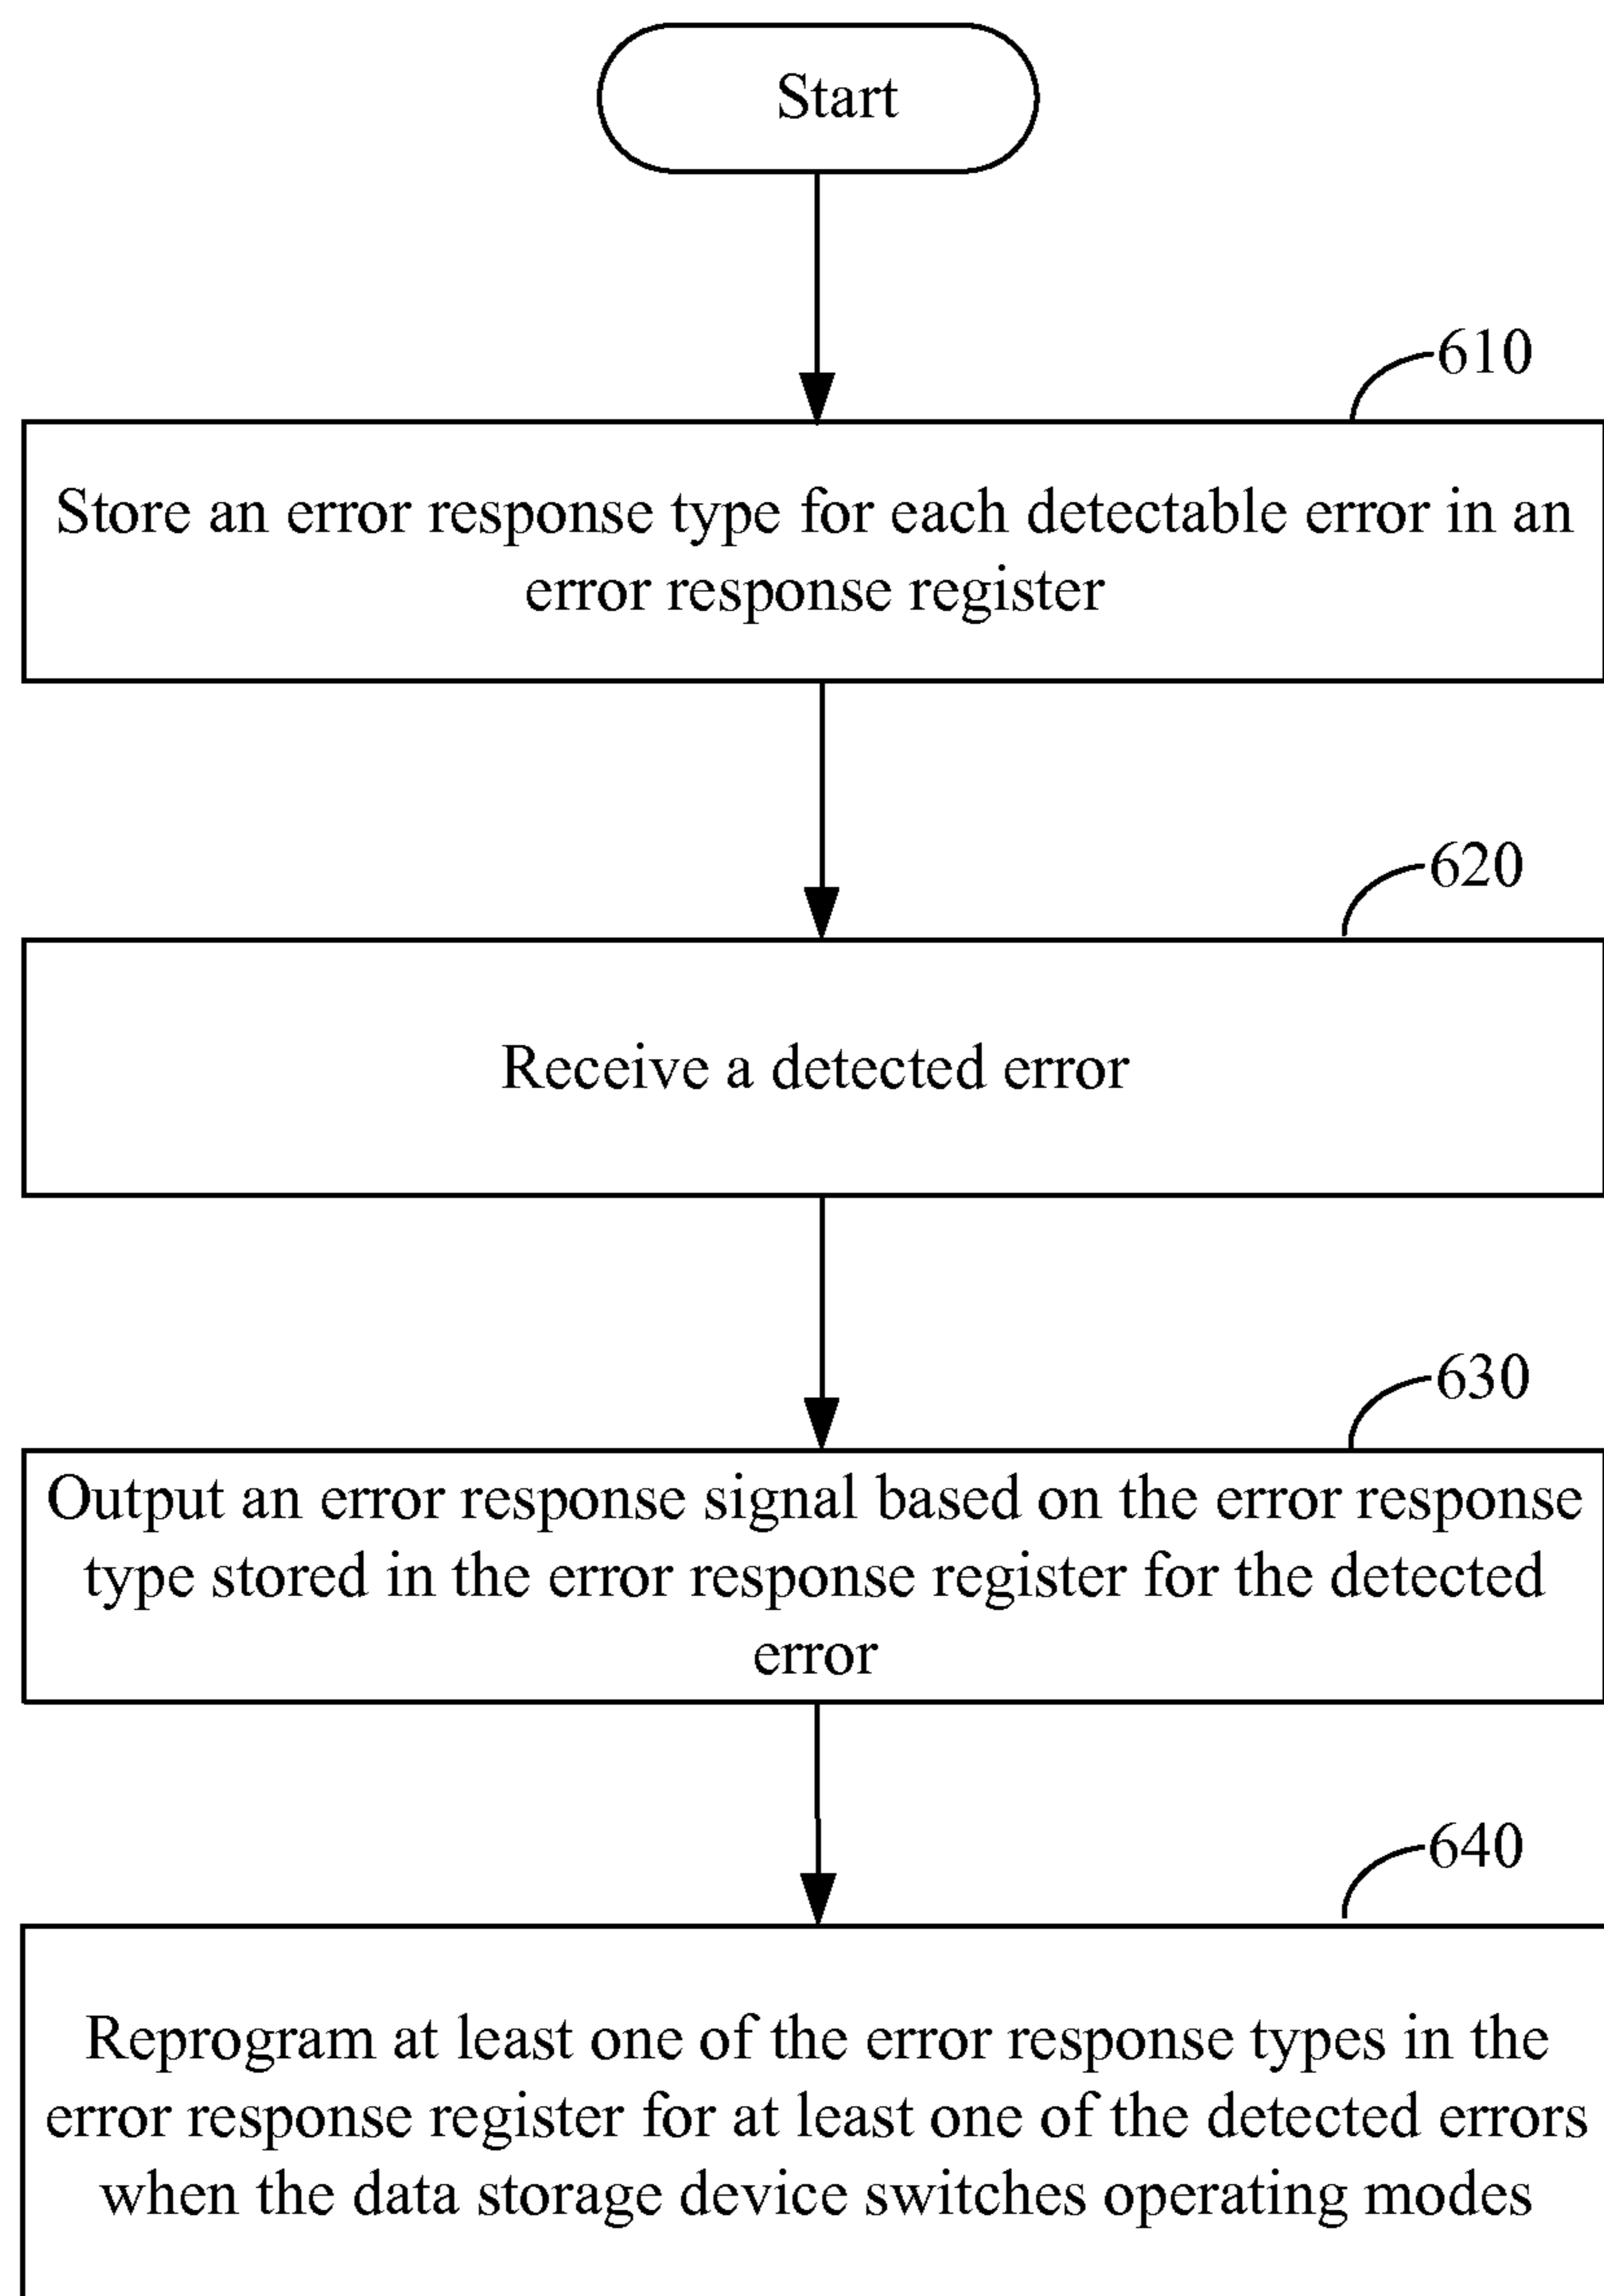 Start
610
Store an error response type for each detectable error in an
error response register
620
Receive a detected error
630
Output an error response signal based on the error response
type stored in the error response register for the detected
error
640
Reprogram at least one of the error response types in the
error response register for at least one of the detected errors
when the data storage device switches operating modes